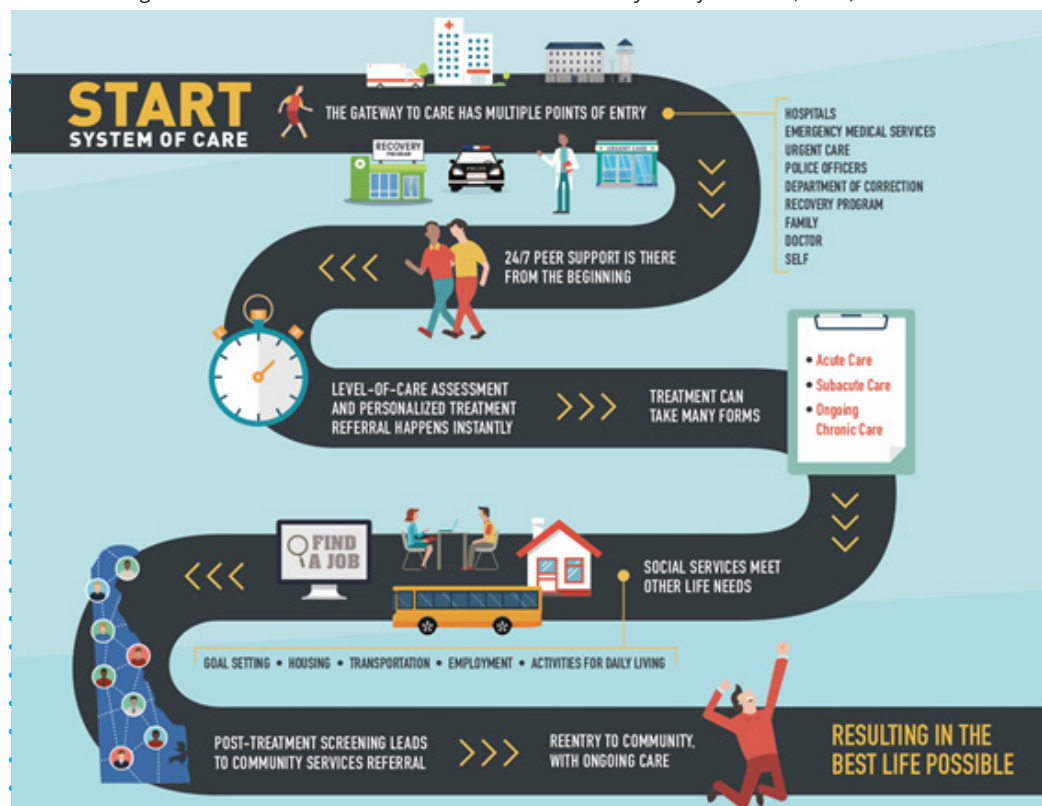 START
SYSTEM OF CARE
THE GATEWAY TO CARE HAS MULTIPLE POINTS OF ENTRY
HOSPITALS
EMERGENCY MEDICAL SERVICES
URGENT CARE
POLICE OFFICERS
DEPARTMENT OF CORRECTION
RECOVERY PROGRAM
FAMILY
DOCTOR
SELF
RECOVERY
PROGRAM
POLICE
URGENT CARE
24/7 PEER SUPPORT IS THERE
FROM THE BEGINNING
LEVEL-OF-CARE ASSESSMENT
AND PERSONALIZED TREATMENT
REFERRAL HAPPENS INSTANTLY
TREATMENT CAN
TAKE MANY FORMS
• Acute Care
• Subacute Care
• Ongoing
Chronic Care
FIND
A JOB
SOCIAL SERVICES MEET
OTHER LIFE NEEDS
GOAL SETTING • HOUSING • TRANSPORTATION • EMPLOYMENT • ACTIVITIES FOR DAILY LIVING
POST-TREATMENT SCREENING LEADS
TO COMMUNITY SERVICES REFERRAL
REENTRY TO COMMUNITY,
WITH ONGOING CARE
RESULTING IN THE
BEST LIFE POSSIBLE